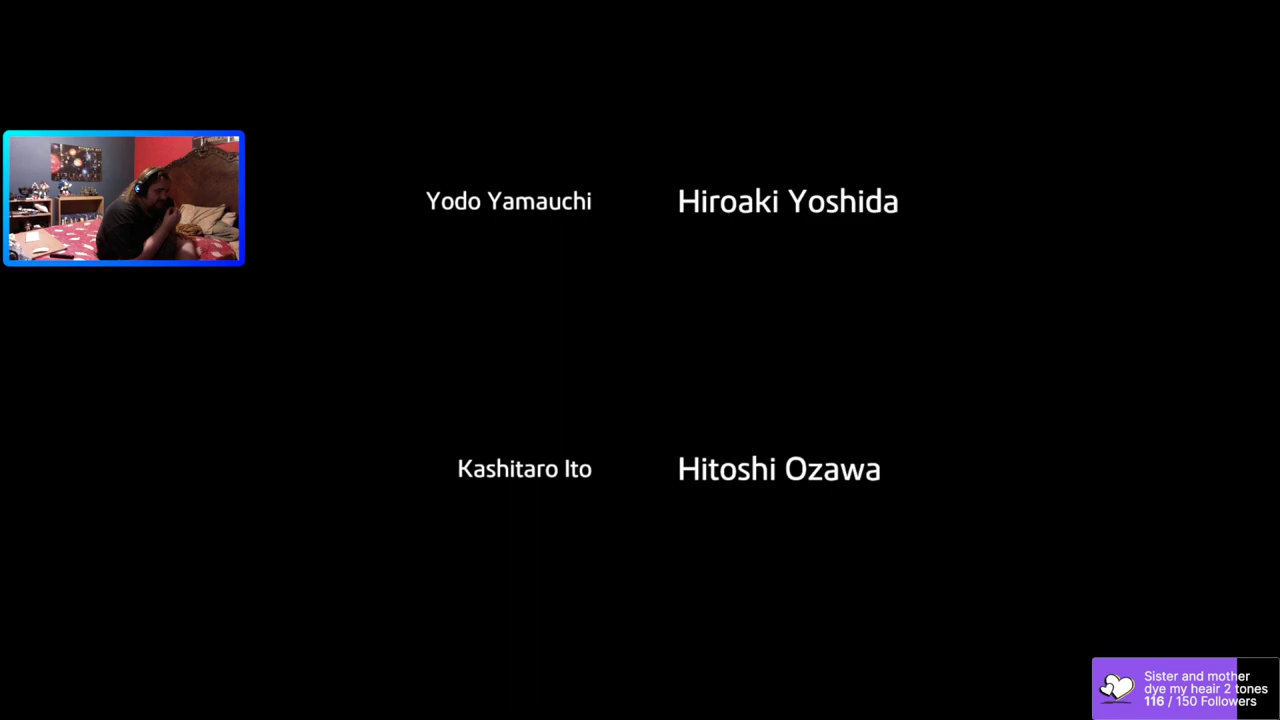 Yodo Yamauchi Hiroaki Yoshida
Kashitaro Ito Hitoshi Ozawa
Sister and mother
dye my heair 2 tones
116 / 150 Followers